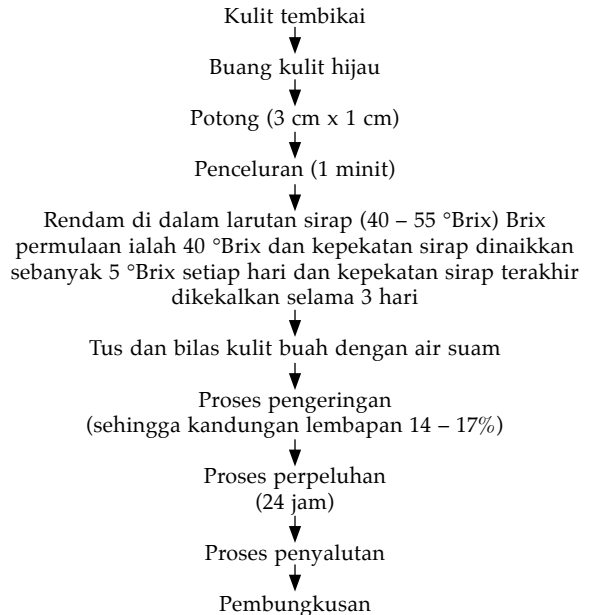 Kulit tembikai
Buang kulit hijau
Potong (3 cm x 1 cm)
Penceluran (1 minit)
Rendam di dalam larutan sirap (40 – 55 °Brix) Brix
permulaan ialah 40 °Brix dan kepekatan sirap dinaikkan
sebanyak 5 °Brix setiap hari dan kepekatan sirap terakhir
dikekalkan selama 3 hari
Tus dan bilas kulit buah dengan air suam
Proses pengeringan
(sehingga kandungan lembapan 14 – 17%)
Proses perpeluhan
(24 jam)
Proses penyalutan
Pembungkusan